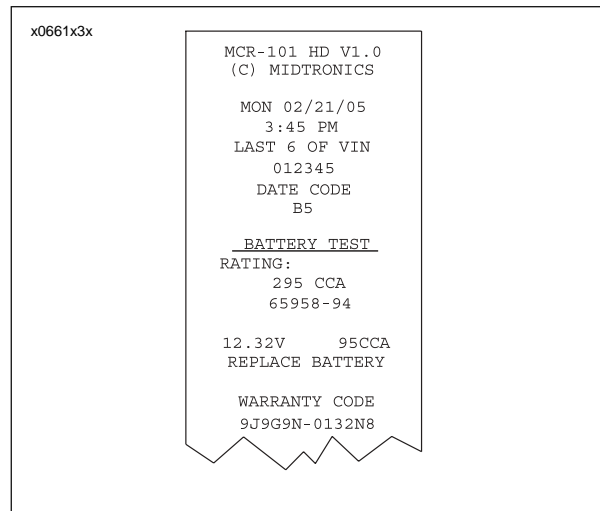 x0661x3x
MCR-101 HD V1.0
(C) MIDTRONICS
MON 02/21/05
3:45 PM
LAST 6 OF VIN
012345
DATE CODE
B5
BATTERY TEST
RATING:
295 CCA
65958-94
12.32V 95CCA
REPLACE BATTERY
WARRANTY CODE
9J9G9N-0132N8